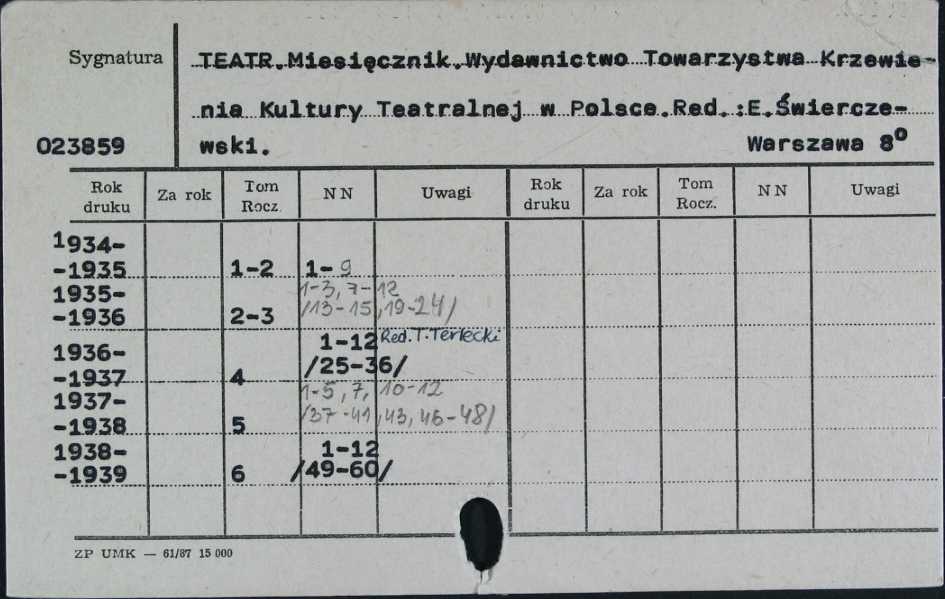 Sygnatura
TEATR.Miesięcznik.Wydawnictwo Towarzystwa Krzewie-
nia Kultury Teatralnej w Polsce.Red.:E.Świercze-
023859
wski. Warszawa 8°
Rok druku Za rok Tom Rocz. NN Uwagi Rok druku Za rok Tom Rocz. NN Uwagi
1934-
-1935 1-2 1- 9
1935- 1-3, 7-12
-1936 2-3 /13-15, 19-24/
1-12 Red. T. Terlecki
1936- /25-36/
-1937 4
1937- 1-5, 7, 10-12
-1938 5 /37-41, 43, 46-48/
1938- 1-12
-1939 6 /49-60/
ZP UMK — 61/87 15 000